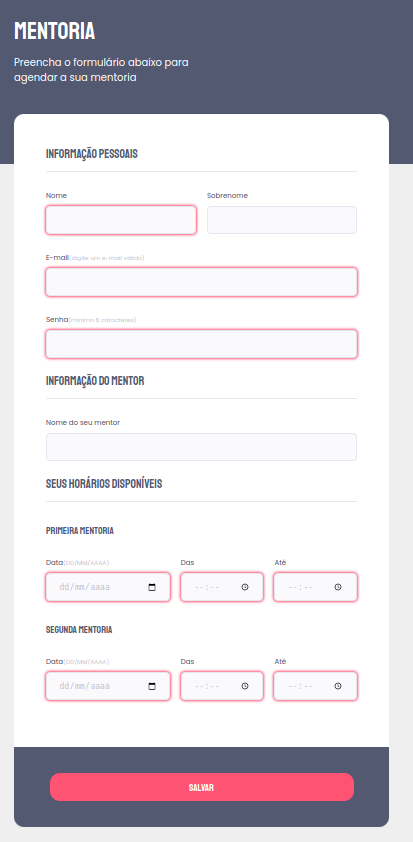 MENTORIA
Preencha o formulário abaixo para
agendar a sua mentoria
INFORMAÇÃO PESSOAIS
Nome Sobrenome
E-mail(digite um e-mail válido)
Senha(mínimo 6 caracteres)
INFORMAÇÃO DO MENTOR
Nome do seu mentor
SEUS HORÁRIOS DISPONÍVEIS
PRIMEIRA MENTORIA
Data(DD/MM/AAAA) Das Até
dd/mm/aaaa --:-- --:--
SEGUNDA MENTORIA
Data(DD/MM/AAAA) Das Até
dd/mm/aaaa --:-- --:--
SALVAR